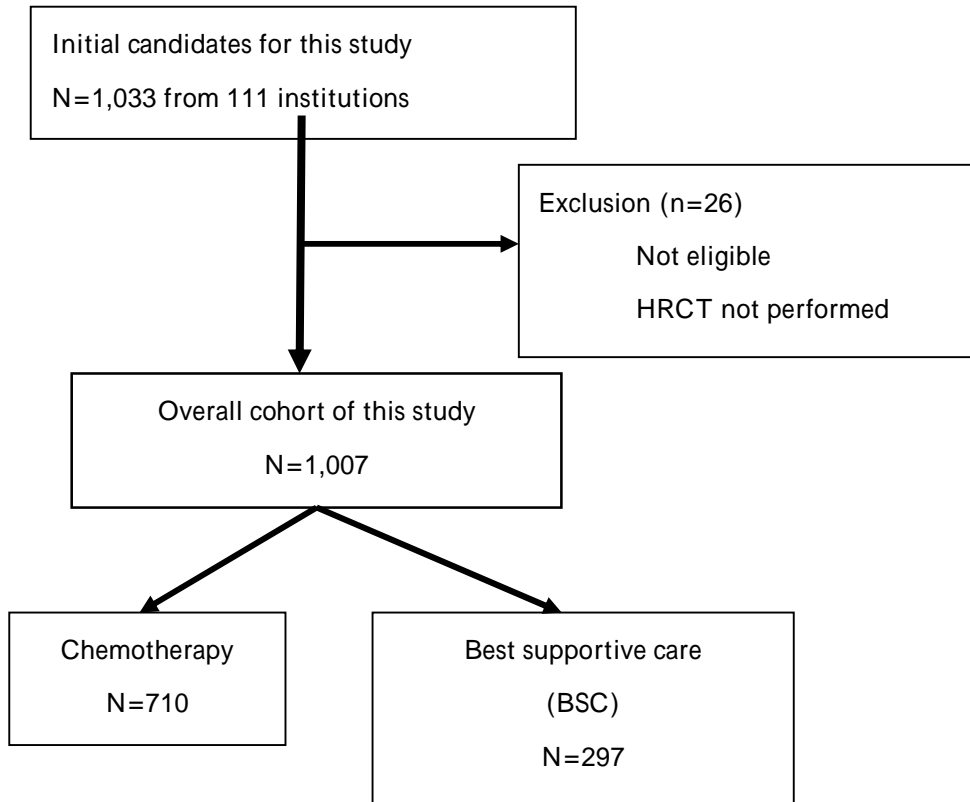 Initial candidates for this study
N=1,033 from 111 institutions
Exclusion (n=26)
Not eligible
HRCT not performed
Overall cohort of this study
N=1,007
Chemotherapy
N=710
Best supportive care
(BSC)
N=297